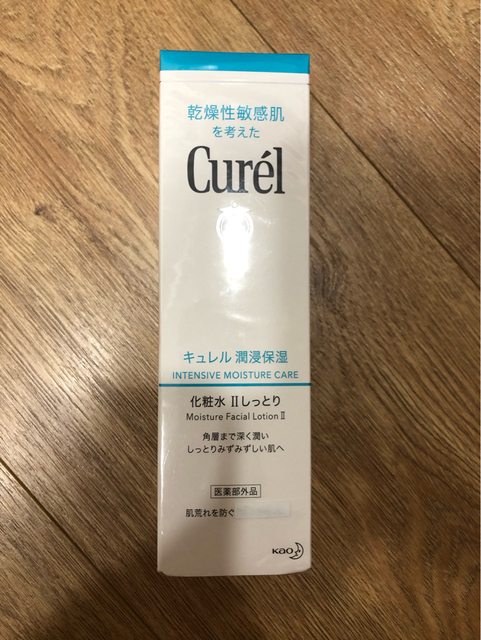 乾燥性敏感肌
を考えた
Curél
キュレル 潤浸保湿
INTENSIVE MOISTURE CARE
化粧水 II しっとり
Moisture Facial Lotion II
角層まで深く潤い
しっとりみずみずしい肌へ
医薬部外品
肌荒れを防ぐ
Kao